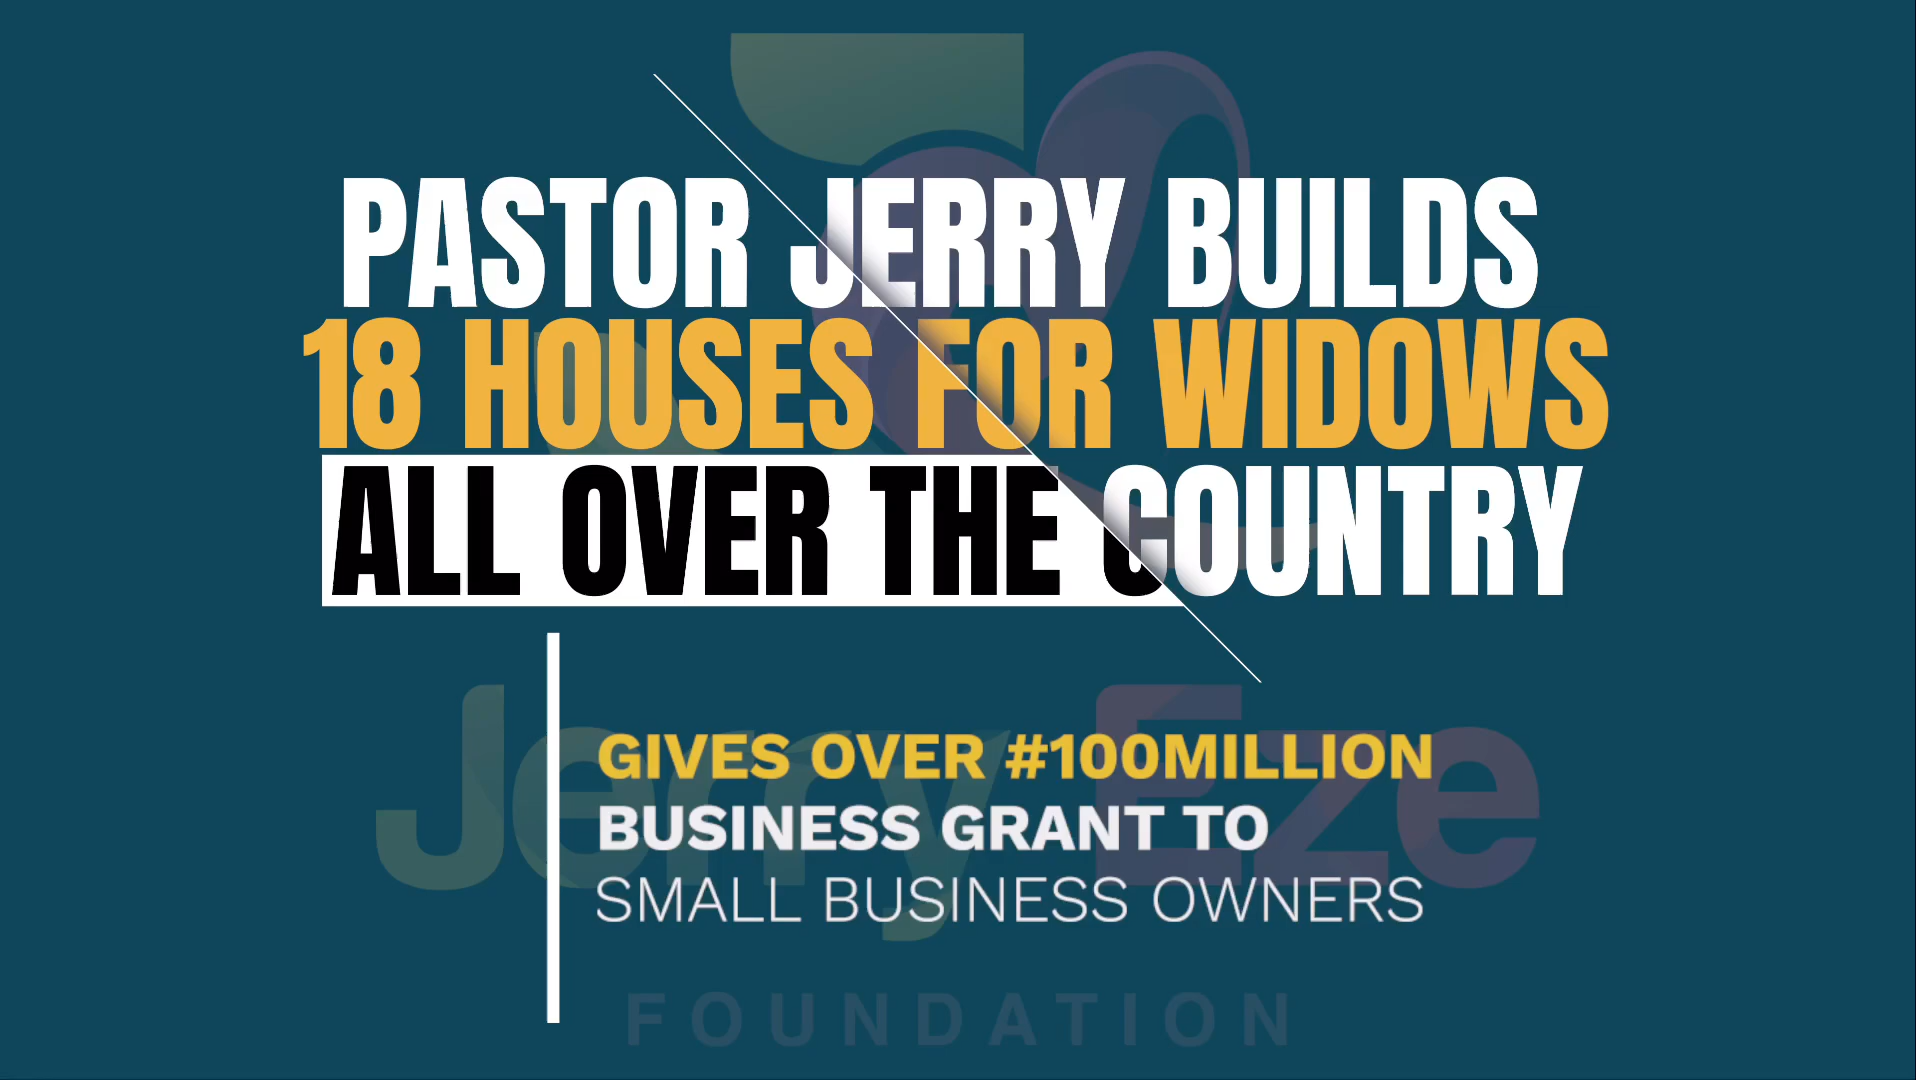 PASTOR JERRY BUILDS
18 HOUSES FOR WIDOWS
ALL OVER THE COUNTRY
GIVES OVER #100MILLION
BUSINESS GRANT TO
SMALL BUSINESS OWNERS
Jerry Eze
FOUNDATION